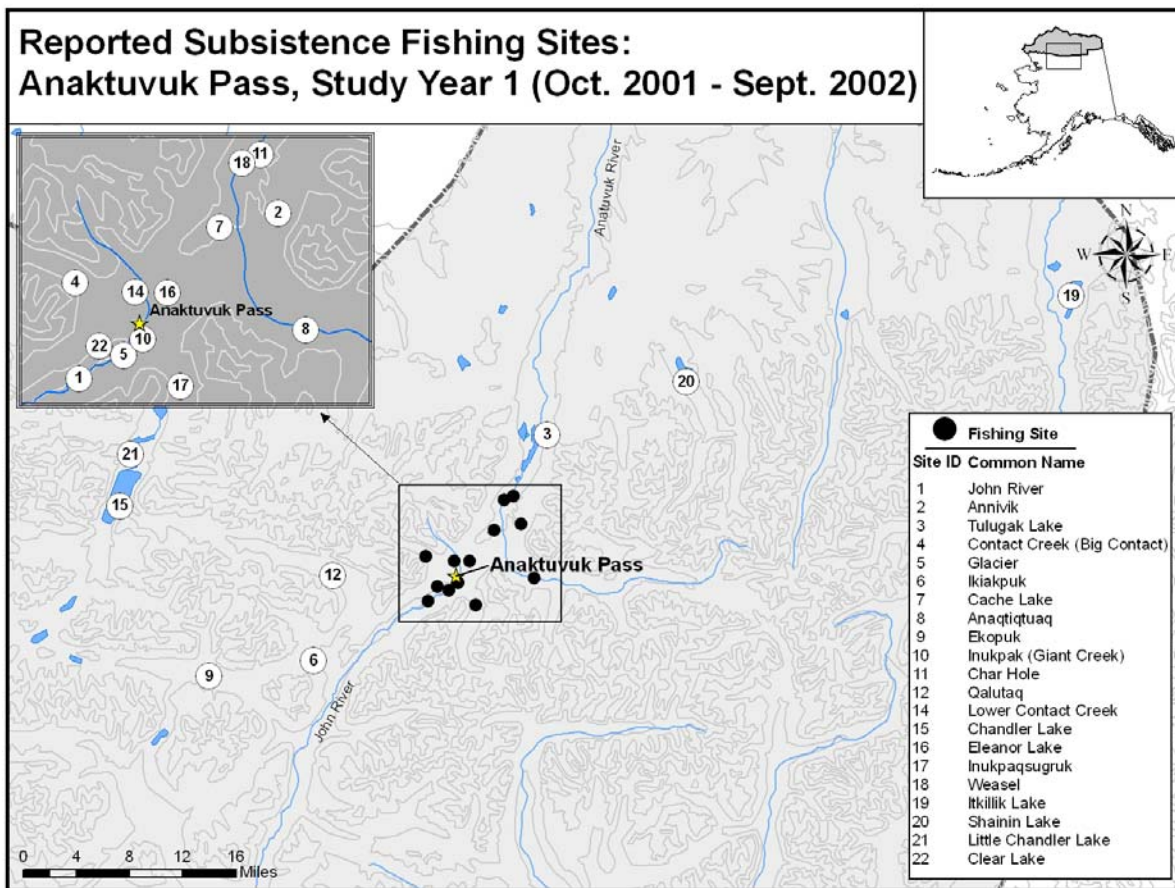 Reported Subsistence Fishing Sites:
Anaktuvuk Pass, Study Year 1 (Oct. 2001 - Sept. 2002)
N
W E
S
11
18
2
7
4
14
16
Anaktuvuk Pass
8
10
22
5
1
17
Anatuvuk River
19
20
3
21
15
Anaktuvuk Pass
12
6
9
John River
Fishing Site
Site ID Common Name
1 John River
2 Annivik
3 Tulugak Lake
4 Contact Creek (Big Contact)
5 Glacier
6 Ikiakpuk
7 Cache Lake
8 Anaqtiqtuaq
9 Ekopuk
10 Inukpak (Giant Creek)
11 Char Hole
12 Qalutaq
14 Lower Contact Creek
15 Chandler Lake
16 Eleanor Lake
17 Inukpaqsugruk
18 Weasel
19 Itkillik Lake
20 Shainin Lake
21 Little Chandler Lake
22 Clear Lake
0 4 8 12 16
Miles